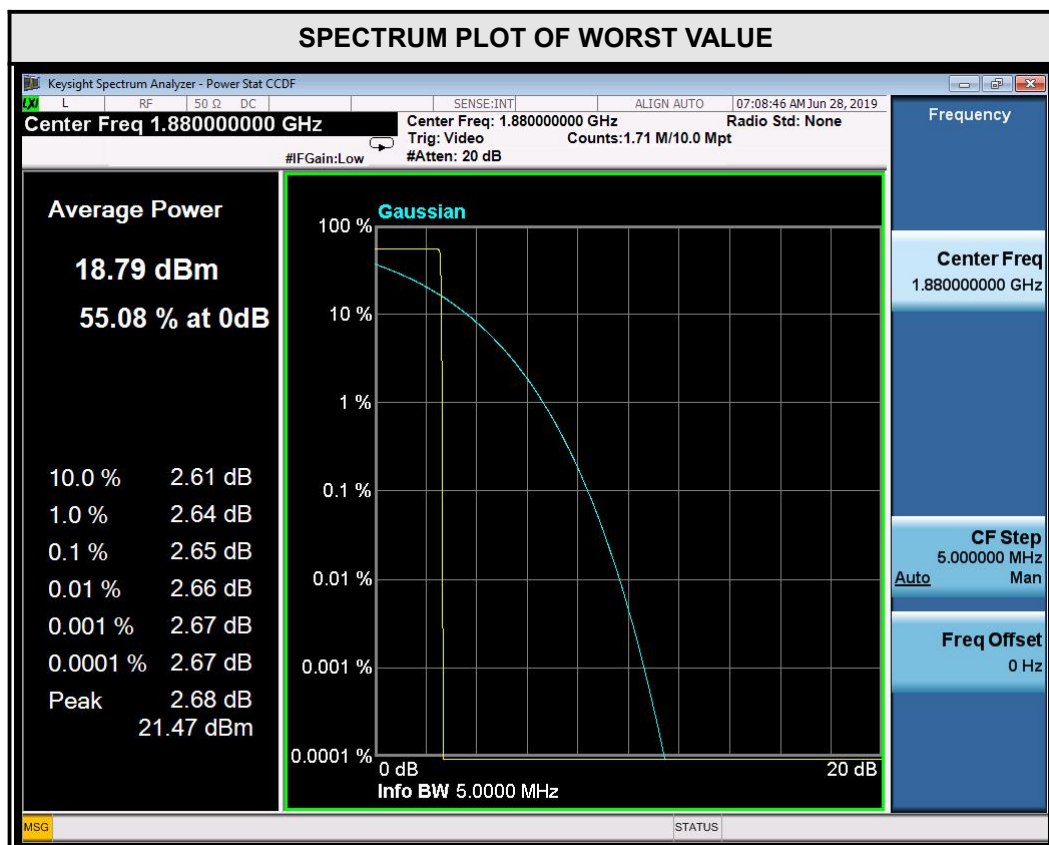 SPECTRUM PLOT OF WORST VALUE
Keysight Spectrum Analyzer - Power Stat CCDF
LXI L RF 50 Ω DC SENSE:INT ALIGN AUTO 07:08:46 AM Jun 28, 2019
Center Freq 1.880000000 GHz
Center Freq: 1.880000000 GHz Radio Std: None
Trig: Video Counts:1.71 M/10.0 Mpt
#IFGain:Low #Atten: 20 dB
Average Power
18.79 dBm
55.08 % at 0dB
10.0 % 2.61 dB
1.0 % 2.64 dB
0.1 % 2.65 dB
0.01 % 2.66 dB
0.001 % 2.67 dB
0.0001 % 2.67 dB
Peak 2.68 dB
21.47 dBm
Gaussian
100 %
10 %
1 %
0.1 %
0.01 %
0.001 %
0.0001 %
0 dB 20 dB
Info BW 5.0000 MHz
Frequency
Center Freq
1.880000000 GHz
CF Step
5.000000 MHz
Auto Man
Freq Offset
0 Hz
MSG STATUS